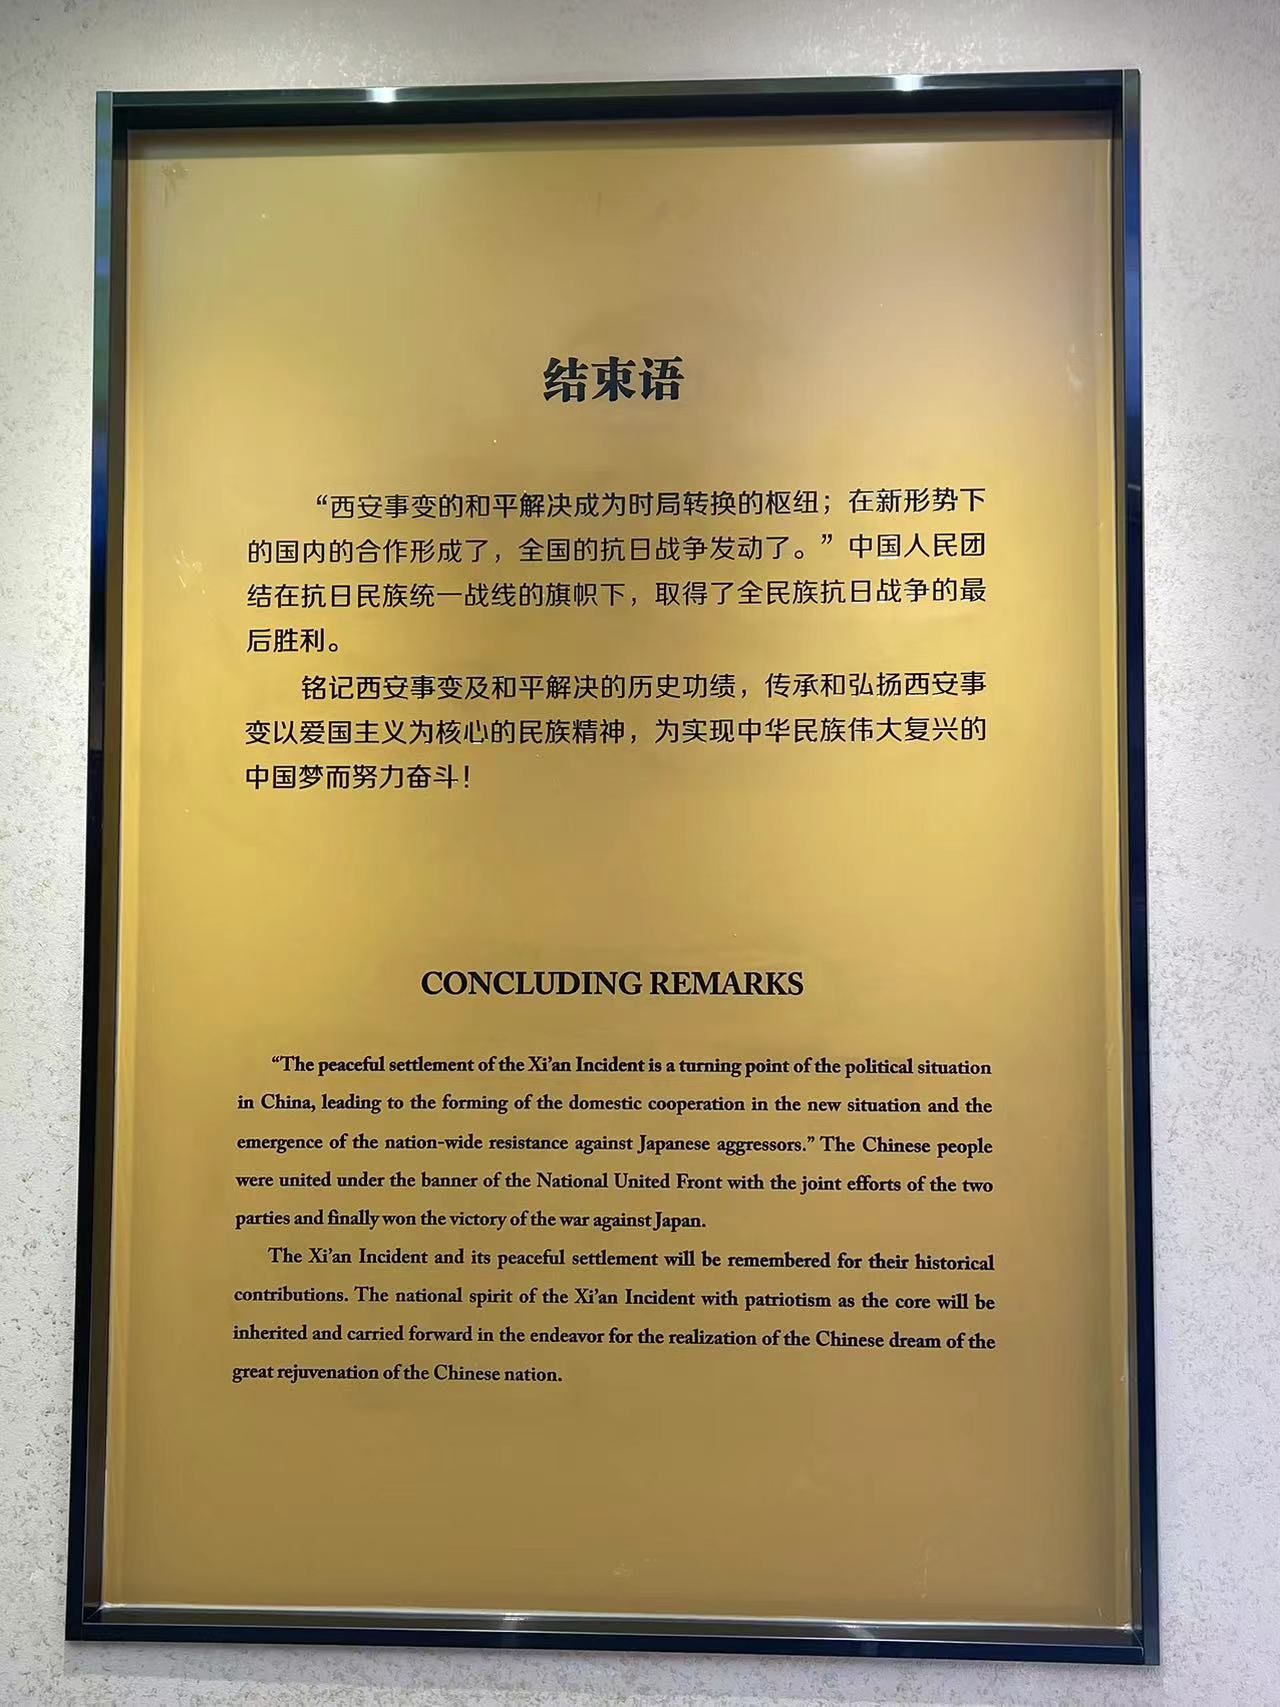 结束语
“西安事变的和平解决成为时局转换的枢纽；在新形势下
的国内的合作形成了，全国的抗日战争发动了。”中国人民团
结在抗日民族统一战线的旗帜下，取得了全民族抗日战争的最
后胜利。
铭记西安事变及和平解决的历史功绩，传承和弘扬西安事
变以爱国主义为核心的民族精神，为实现中华民族伟大复兴的
中国梦而努力奋斗！
CONCLUDING REMARKS
“The peaceful settlement of the Xi’an Incident is a turning point of the political situation
in China, leading to the forming of the domestic cooperation in the new situation and the
emergence of the nation-wide resistance against Japanese aggressors.” The Chinese people
were united under the banner of the National United Front with the joint efforts of the two
parties and finally won the victory of the war against Japan.
The Xi’an Incident and its peaceful settlement will be remembered for their historical
contributions. The national spirit of the Xi’an Incident with patriotism as the core will be
inherited and carried forward in the endeavor for the realization of the Chinese dream of the
great rejuvenation of the Chinese nation.